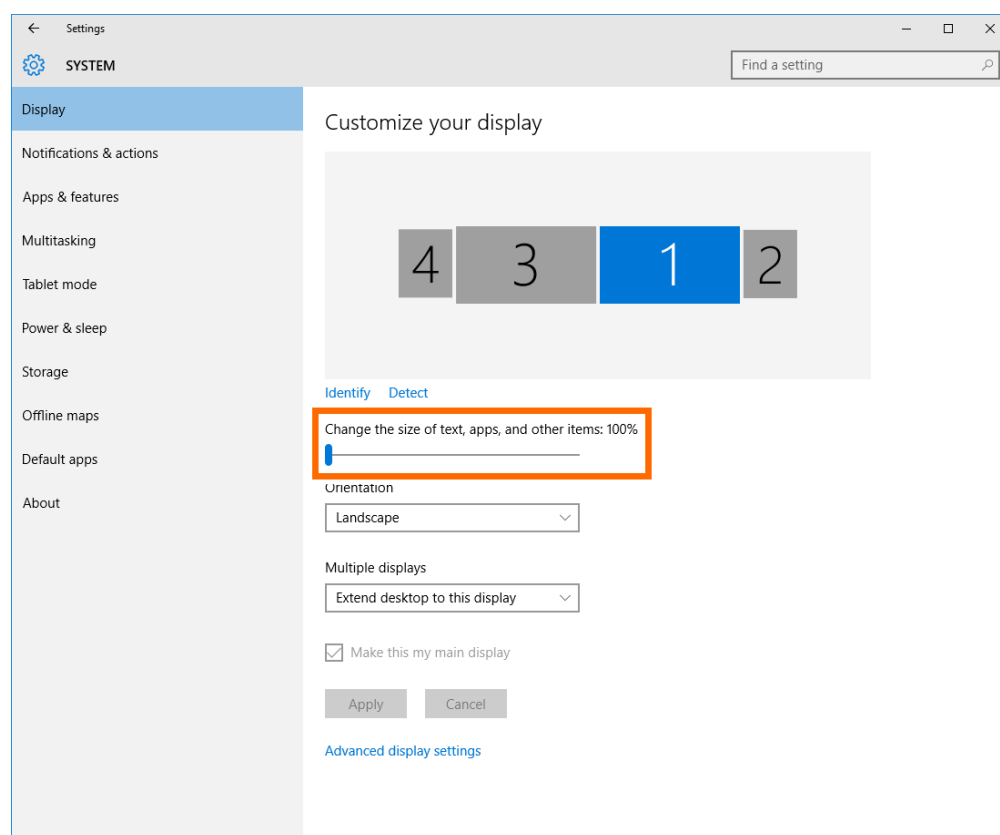 Settings
SYSTEM
Find a setting
Display
Notifications & actions
Apps & features
Multitasking
Tablet mode
Power & sleep
Storage
Offline maps
Default apps
About
Customize your display
4 3 1 2
Identify Detect
Change the size of text, apps, and other items: 100%
Orientation
Landscape
Multiple displays
Extend desktop to this display
Make this my main display
Apply Cancel
Advanced display settings